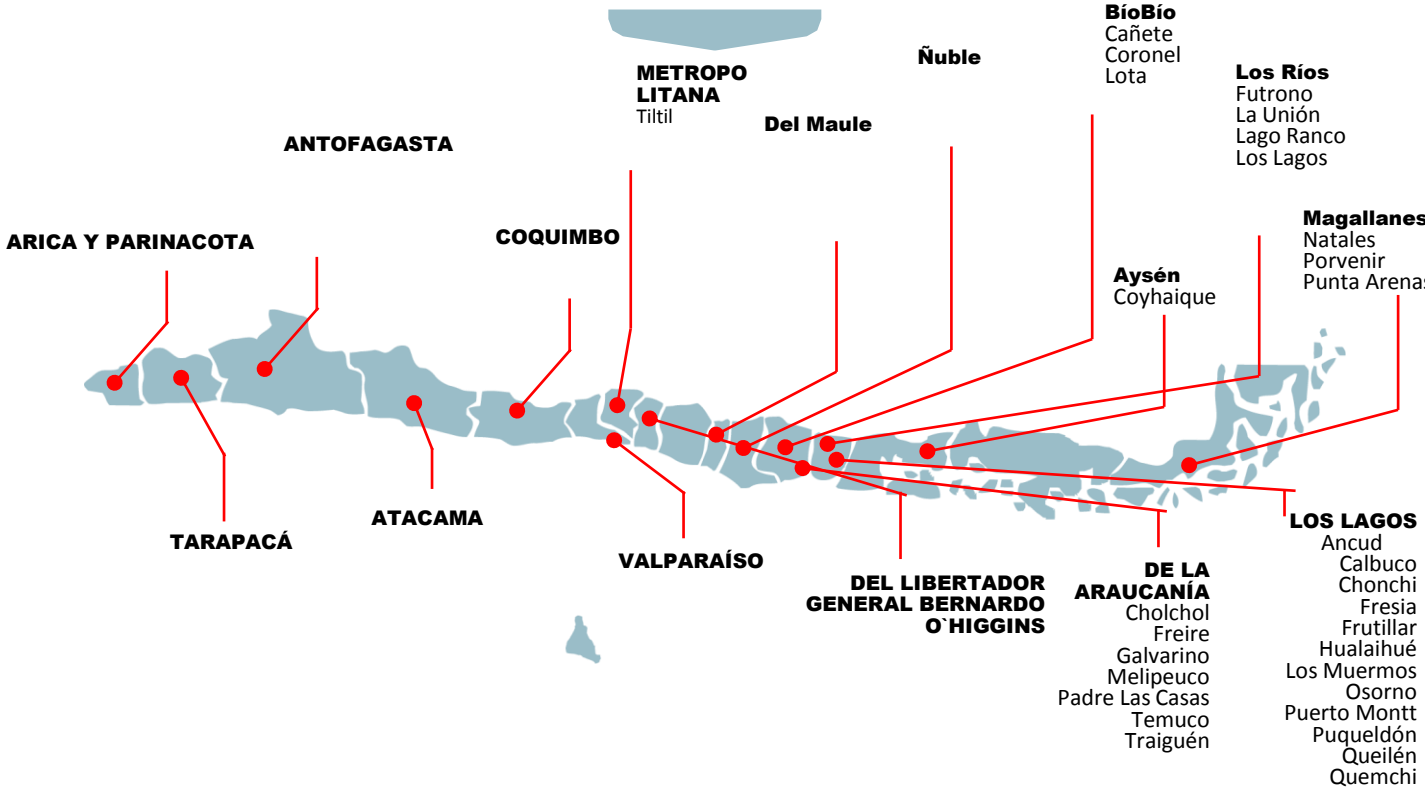 BíoBío
Cañete
Coronel
Lota
Ñuble
METROPO
LITANA
Tiltil
Los Ríos
Futrono
La Unión
Lago Ranco
Los Lagos
Del Maule
ANTOFAGASTA
Magallanes
Natales
Porvenir
Punta Arenas
COQUIMBO
ARICA Y PARINACOTA
Aysén
Coyhaique
ATACAMA
TARAPACÁ
VALPARAÍSO
DEL LIBERTADOR
GENERAL BERNARDO
O`HIGGINS
DE LA
ARAUCANÍA
Cholchol
Freire
Galvarino
Melipeuco
Padre Las Casas
Temuco
Traiguén
LOS LAGOS
Ancud
Calbuco
Chonchi
Fresia
Frutillar
Hualaihué
Los Muermos
Osorno
Puerto Montt
Puqueldón
Queilén
Quemchi